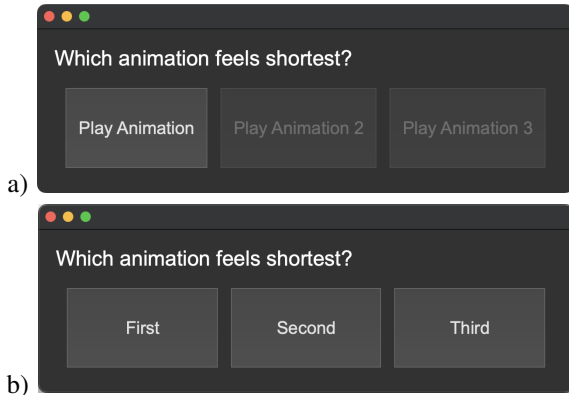 Which animation feels shortest?
Play Animation Play Animation 2 Play Animation 3
a)
Which animation feels shortest?
First Second Third
b)